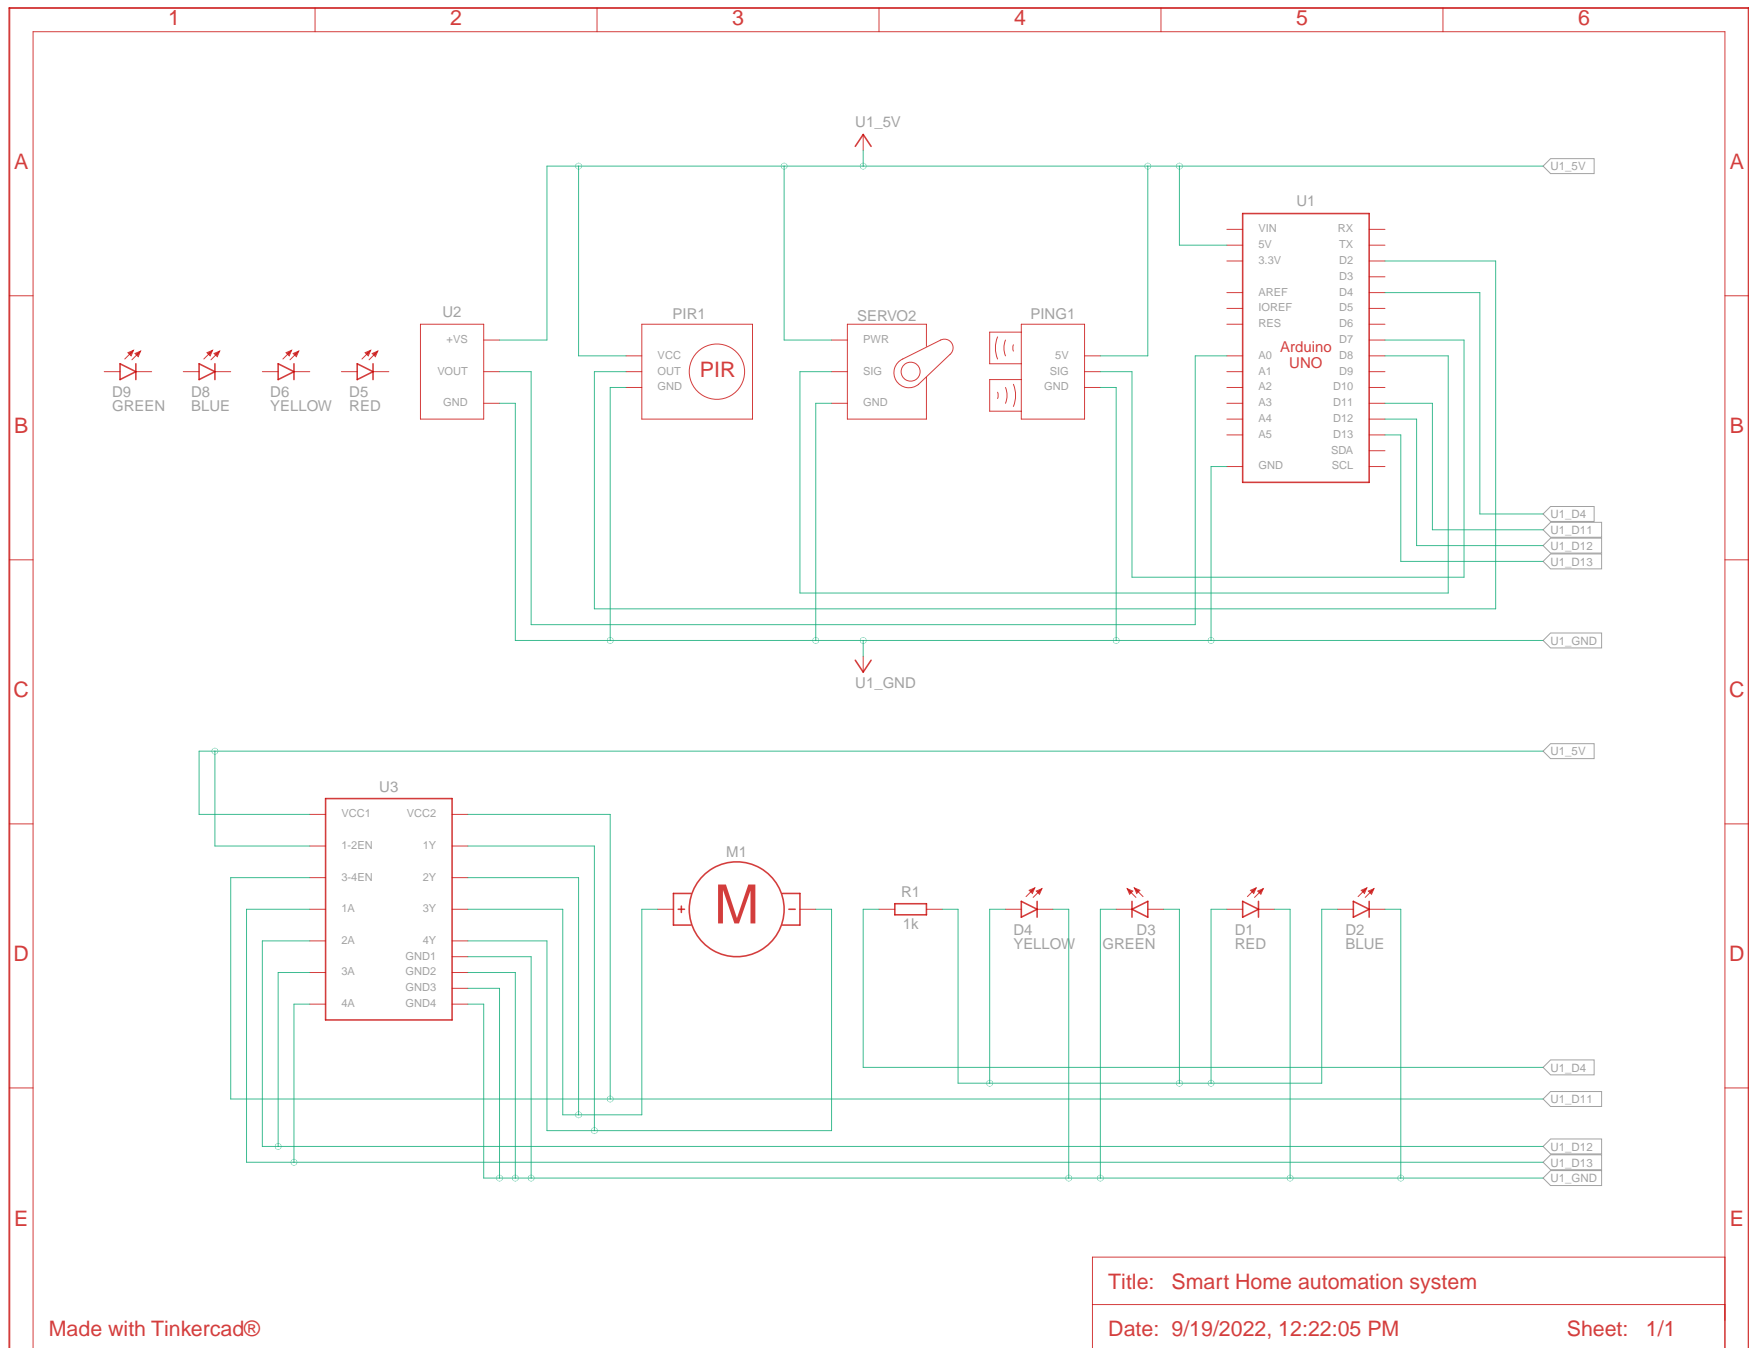 1 2 3 4 5 6
U1_5V
A A
U1_5V
U1
VIN RX
5V TX
3.3V D2
D3
AREF D4
IOREF D5
RES D6
D7
Arduino
UNO
A0 D8
A1 D9
A2 D10
A3 D11
A4 D12
A5 D13
SDA
GND SCL
U2
+VS
VOUT
GND
PIR1
VCC
OUT
GND
PIR
SERVO2
PWR
SIG
GND
PING1
5V
SIG
GND
D9
GREEN
D8
BLUE
D6
YELLOW
D5
RED
B B
U1_D4
U1_D11
U1_D12
U1_D13
U1_GND
U1_GND
C C
U1_5V
U3
VCC1 VCC2
1-2EN 1Y
3-4EN 2Y
1A 3Y
2A 4Y
GND1
3A GND2
GND3
4A GND4
M1
+ M -
R1
1k
D4
YELLOW
D3
GREEN
D1
RED
D2
BLUE
D D
U1_D4
U1_D11
U1_D12
U1_D13
U1_GND
E E
Title: Smart Home automation system
Made with Tinkercad®
Date: 9/19/2022, 12:22:05 PM Sheet: 1/1